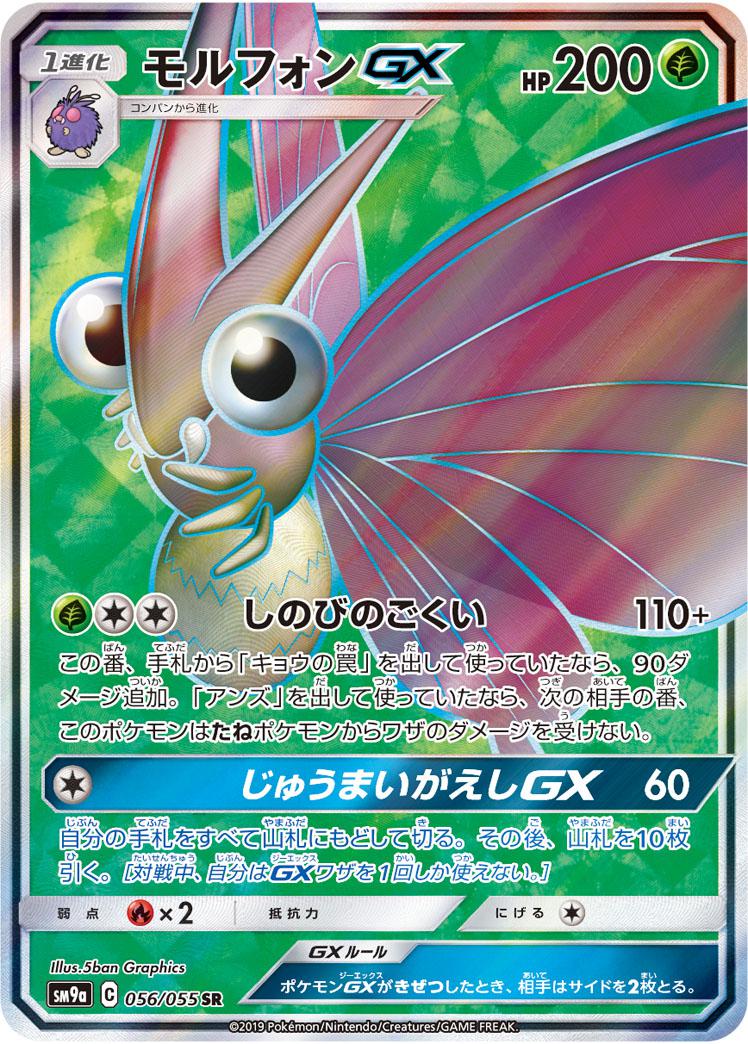 1進化 モルフォンGX HP200
コンパンから進化
しのびのごくい 110+
この番、手札から「キョウの罠」を出して使っていたなら、90ダ
メージ追加。「アンズ」を出して使っていたなら、次の相手の番、
このポケモンはたねポケモンからワザのダメージを受けない。
じゅうまいがえしGX 60
自分の手札をすべて山札にもどして切る。その後、山札を10枚
引く。[対戦中、自分はGXワザを1回しか使えない。]
弱点 ×2 抵抗力 にげる
GXルール
ポケモンGXがきぜつしたとき、相手はサイドを2枚とる。
Illus.5ban Graphics
sm9a C 056/055 SR
©2019 Pokémon/Nintendo/Creatures/GAME FREAK.